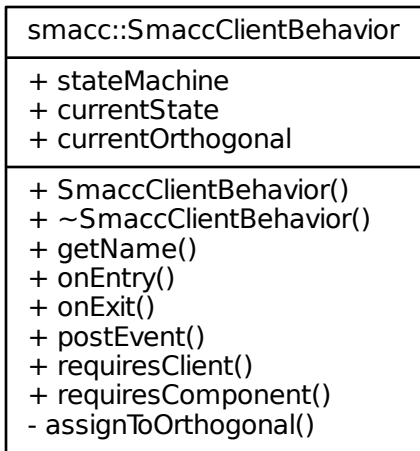 smacc::SmaccClientBehavior
+ stateMachine
+ currentState
+ currentOrthogonal
+ SmaccClientBehavior()
+ ~SmaccClientBehavior()
+ getName()
+ onEntry()
+ onExit()
+ postEvent()
+ requiresClient()
+ requiresComponent()
- assignToOrthogonal()